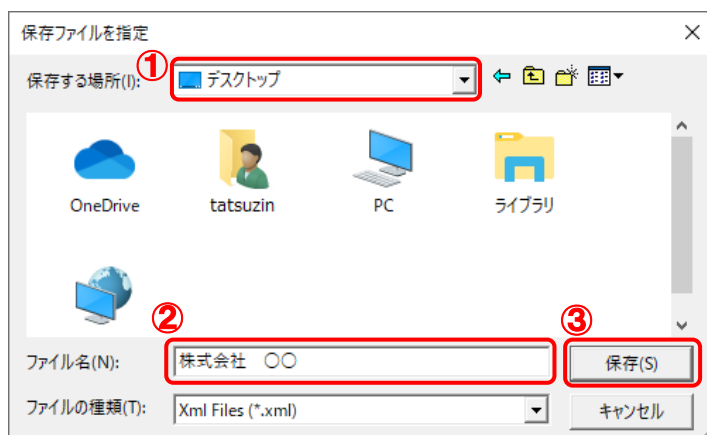 保存ファイルを指定
① 保存する場所(I): デスクトップ
OneDrive tatsuzin PC ライブラリ
② ③
ファイル名(N): 株式会社　〇〇 保存(S)
ファイルの種類(T): Xml Files (*.xml) キャンセル